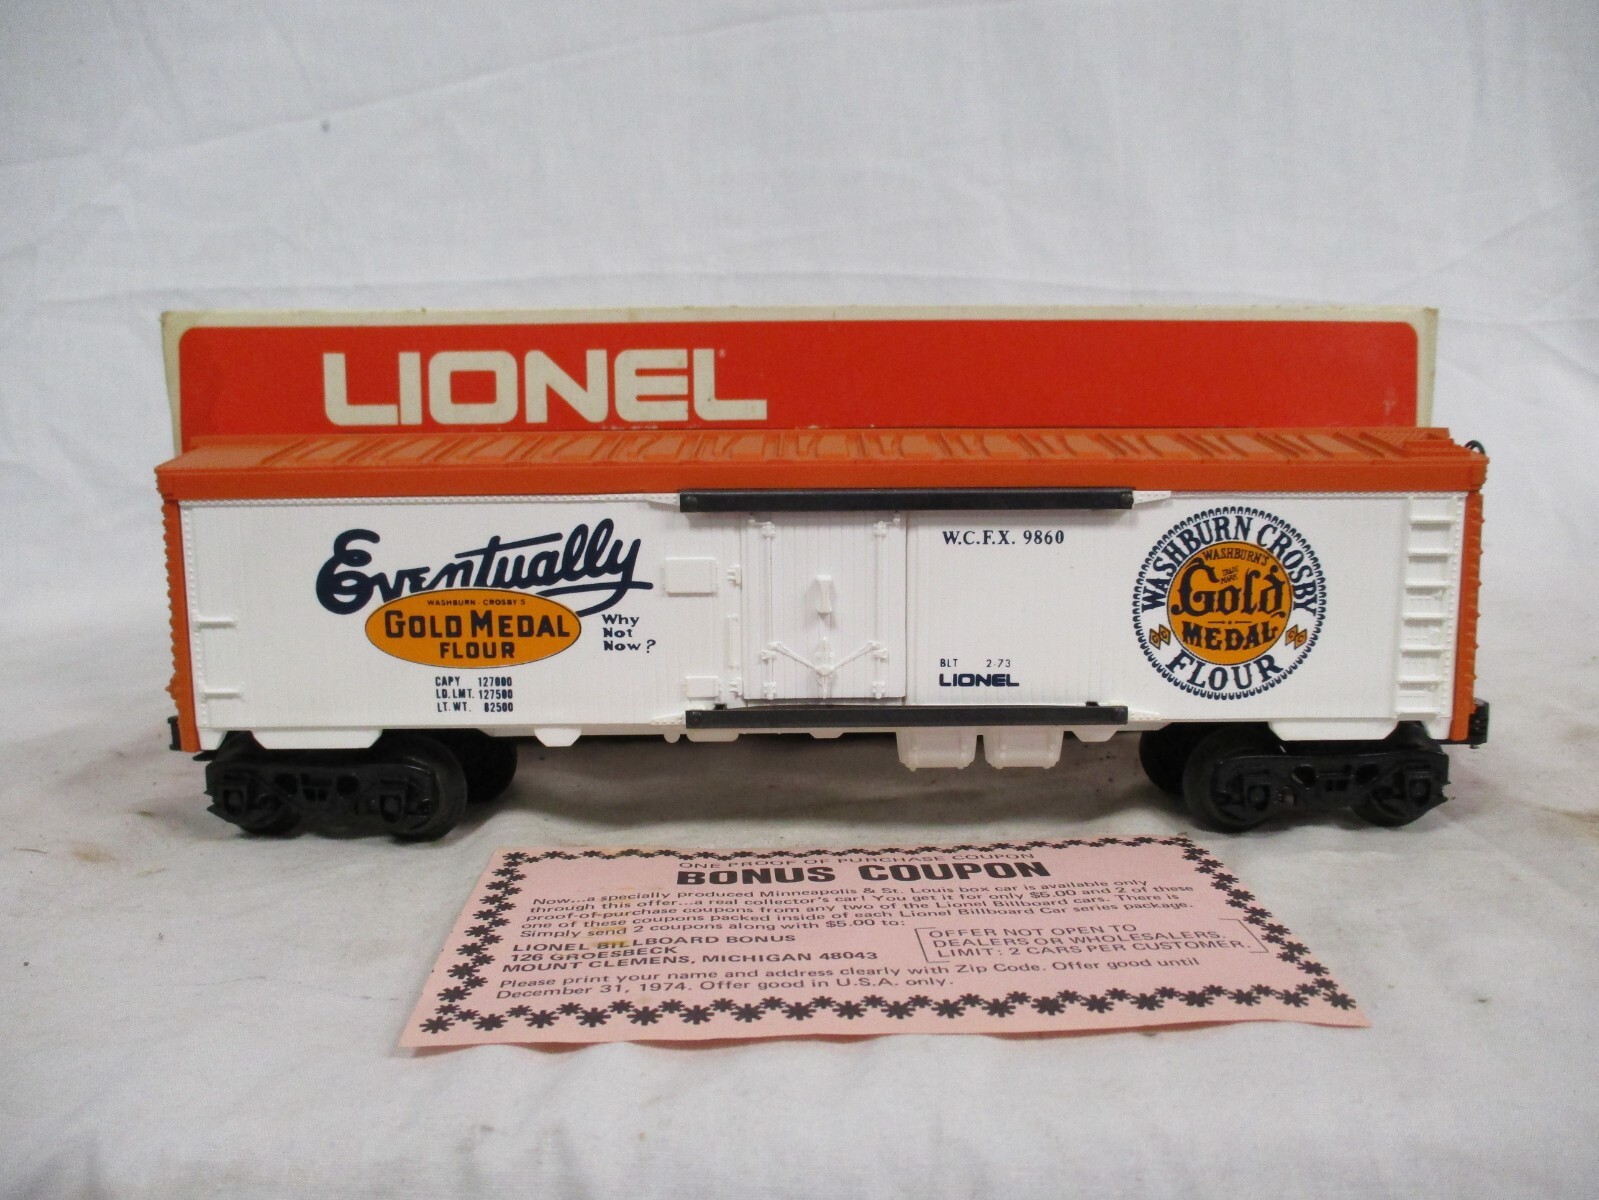 LIONEL
Eventually
WASHBURN-CROSBY'S
GOLD MEDAL
FLOUR
Why
Not
Now?
CAPY 127000
LD. LMT. 127500
LT. WT. 82500
W.C.F.X. 9860
BLT 2-73
LIONEL
WASHBURN CROSBY
WASHBURN'S
Gold
TRADE
MARK
MEDAL
FLOUR
ONE PROOF OF PURCHASE COUPON
BONUS COUPON
Now...a specially produced Minneapolis & St. Louis box car is available only
through this offer...a real collector's car! You get it for only $5.00 and 2 of these
proof-of-purchase coupons from any two of the Lionel Billboard cars. There is
one of these coupons packed inside of each Lionel Billboard Car series package.
Simply send 2 coupons along with $5.00 to:
LIONEL BILLBOARD BONUS
126 GROESBECK
MOUNT CLEMENS, MICHIGAN 48043
OFFER NOT OPEN TO
DEALERS OR WHOLESALERS.
LIMIT: 2 CARS PER CUSTOMER.
Please print your name and address clearly with Zip Code. Offer good until
December 31, 1974. Offer good in U.S.A. only.